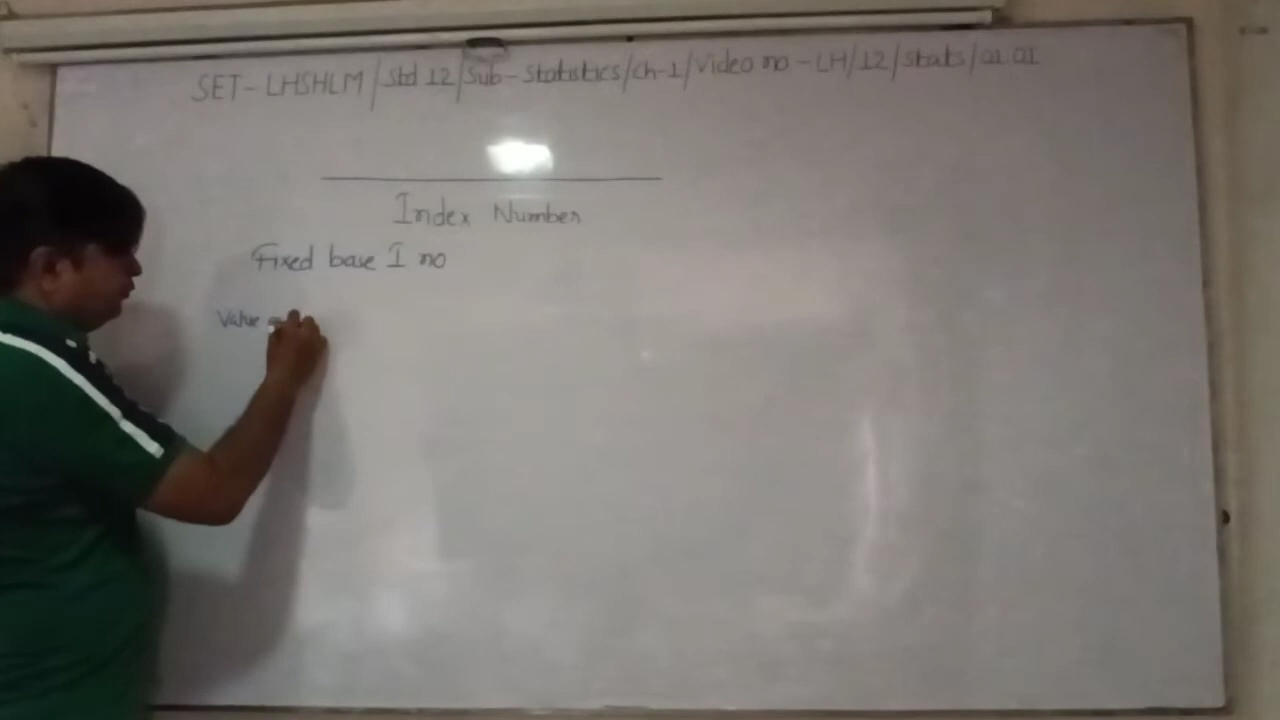 SET-LHSHLM/Std 12/Sub-Statistics/Ch-1/Video no-LH/12/Stats/01.01
Index Number
Fixed base I no
Value